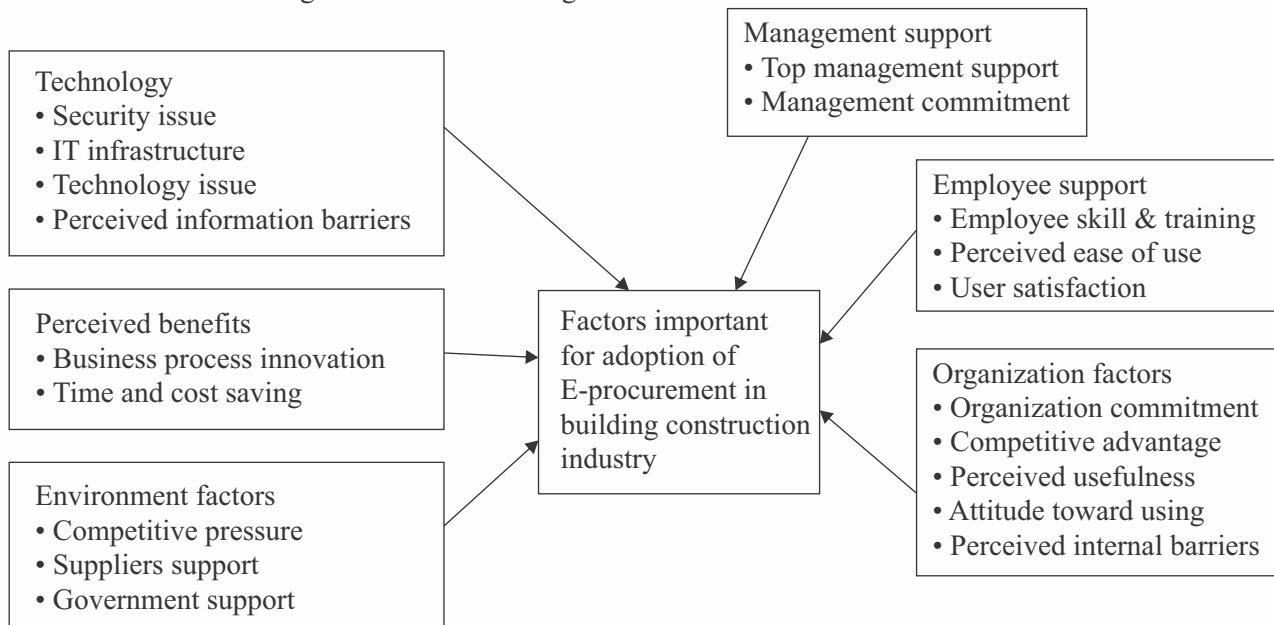 Technology
• Security issue
• IT infrastructure
• Technology issue
• Perceived information barriers
Perceived benefits
• Business process innovation
• Time and cost saving
Environment factors
• Competitive pressure
• Suppliers support
• Government support
Factors important
for adoption of
E-procurement in
building construction
industry
Management support
• Top management support
• Management commitment
Employee support
• Employee skill & training
• Perceived ease of use
• User satisfaction
Organization factors
• Organization commitment
• Competitive advantage
• Perceived usefulness
• Attitude toward using
• Perceived internal barriers